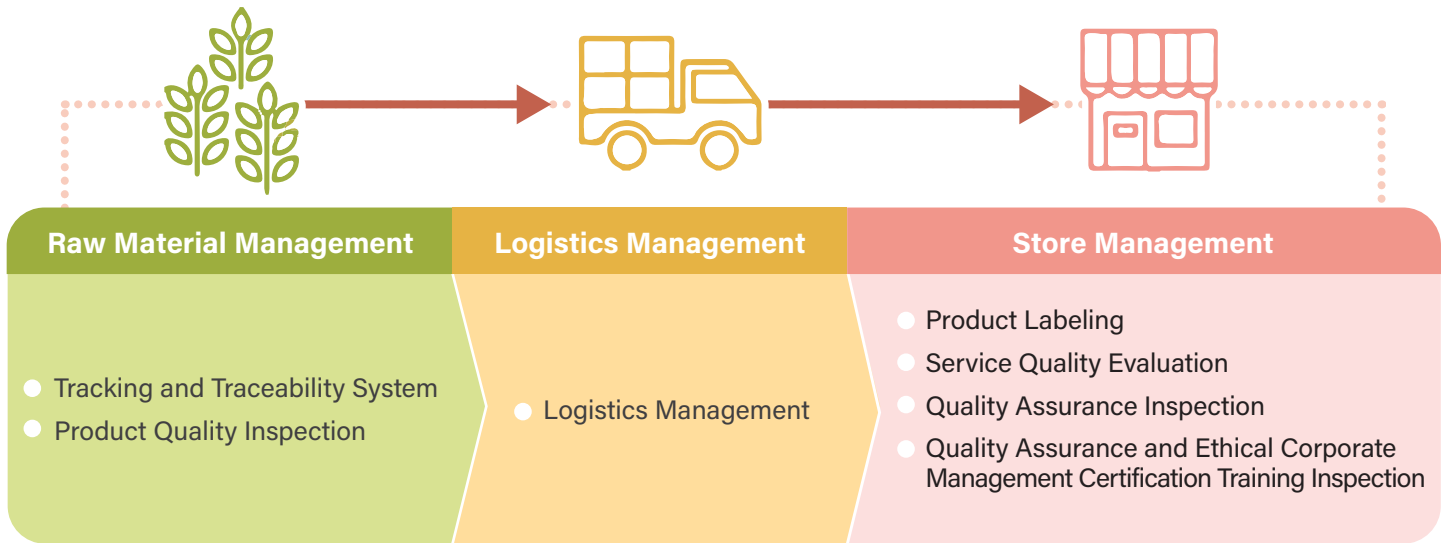 Raw Material Management
Logistics Management
Store Management
Tracking and Traceability System
Product Quality Inspection
Logistics Management
Product Labeling
Service Quality Evaluation
Quality Assurance Inspection
Quality Assurance and Ethical Corporate
Management Certification Training Inspection